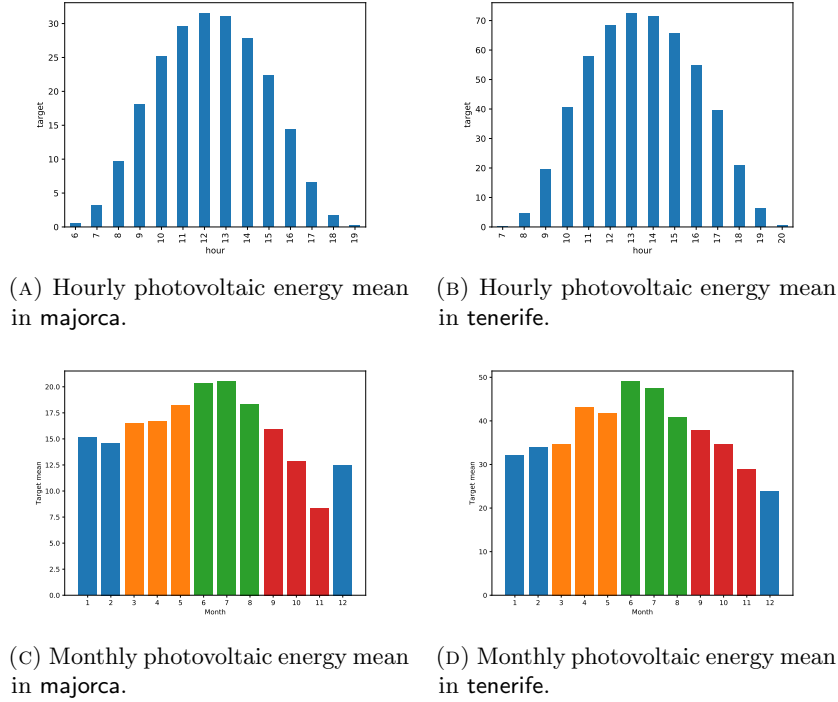 30
25
20
15
10
5
0
target
6 7 8 9 10 11 12 13 14 15 16 17 18 19
hour
70
60
50
40
30
20
10
0
target
7 8 9 10 11 12 13 14 15 16 17 18 19 20
hour
(A) Hourly photovoltaic energy mean
in majorca.
(B) Hourly photovoltaic energy mean
in tenerife.
20.0
17.5
15.0
12.5
10.0
7.5
5.0
2.5
0.0
Target mean
1 2 3 4 5 6 7 8 9 10 11 12
Month
50
40
30
20
10
0
Target mean
1 2 3 4 5 6 7 8 9 10 11 12
Month
(C) Monthly photovoltaic energy mean
in majorca.
(D) Monthly photovoltaic energy mean
in tenerife.